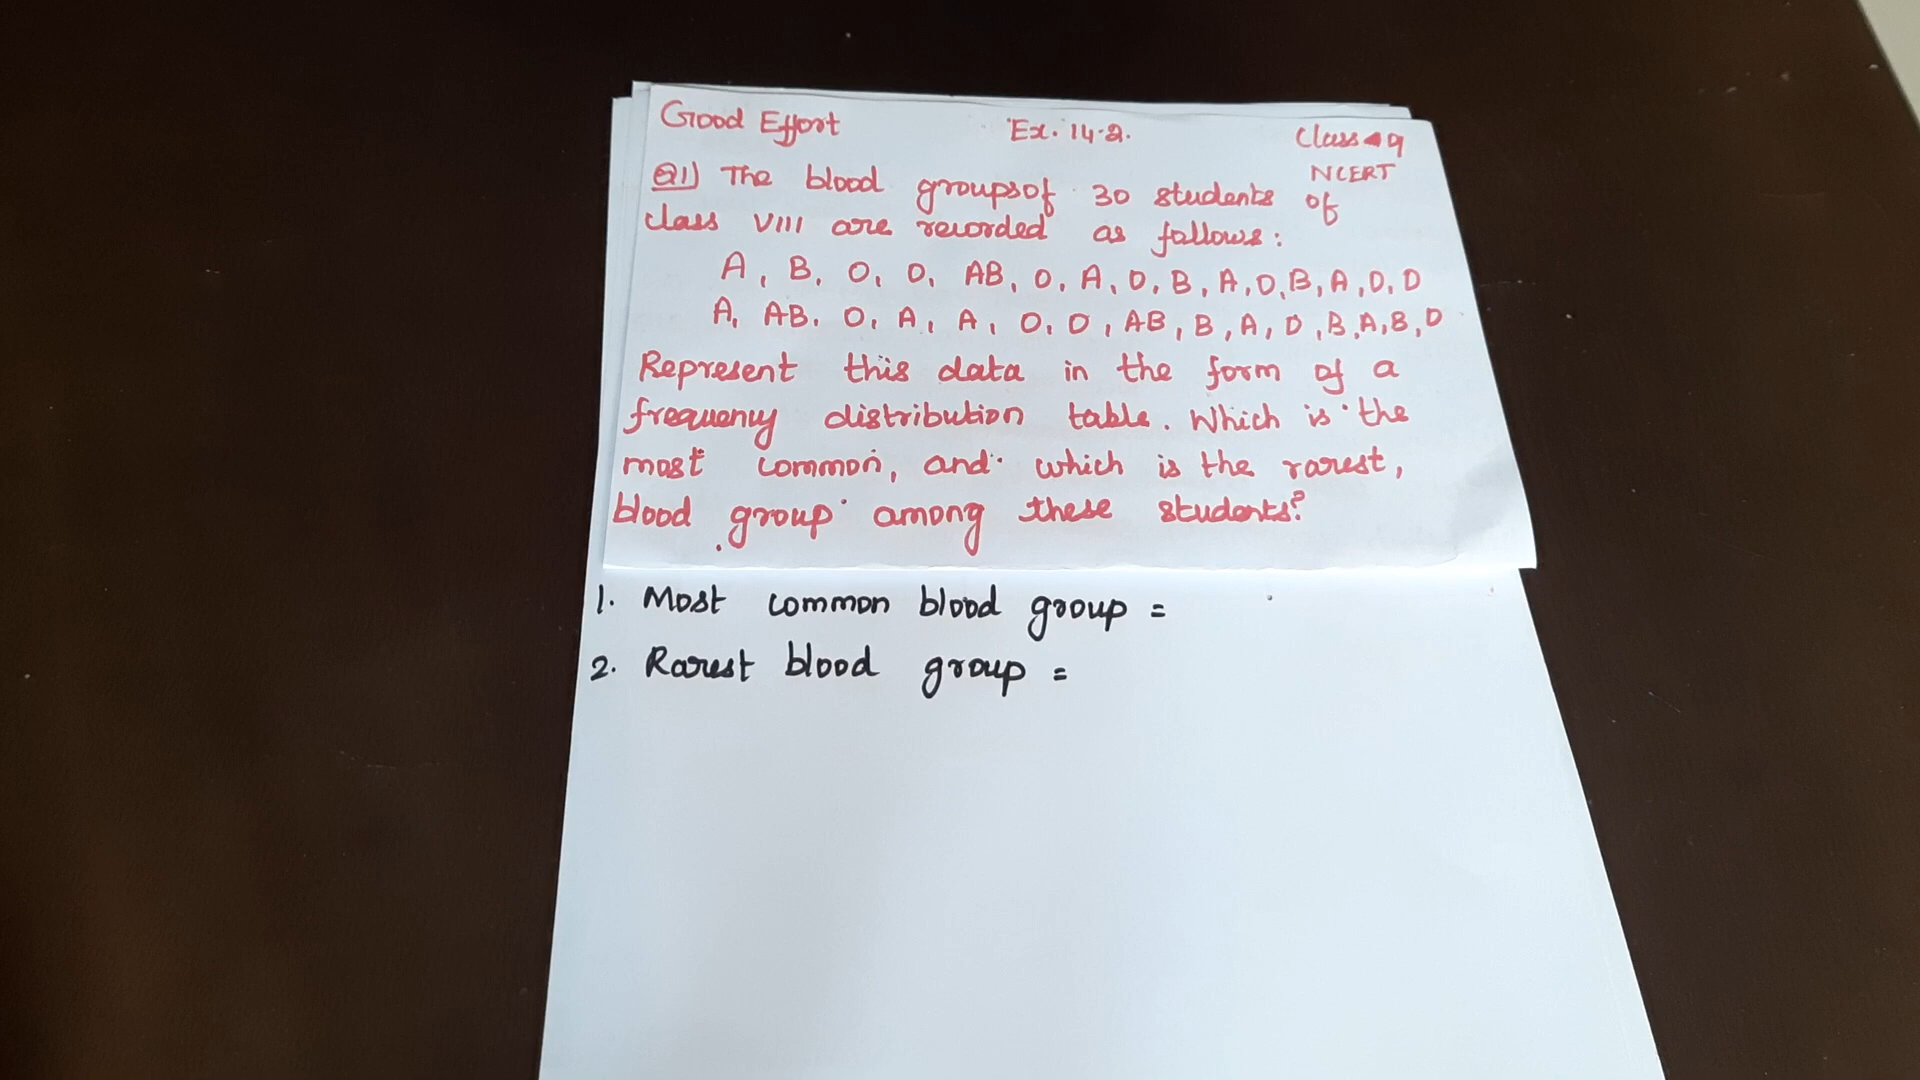 Good Effort Ex. 14.2. Class 9
NCERT
Q1) The blood groups of 30 students of
class VIII are recorded as follows:
A, B, O, O, AB, O, A, O, B, A, O, B, A, O, O
A, AB, O, A, A, O, O, AB, B, A, O, B, A, B, O
Represent this data in the form of a
frequency distribution table. Which is the
most common, and which is the rarest,
blood group among these students?
1. Most common blood group =
2. Rarest blood group =